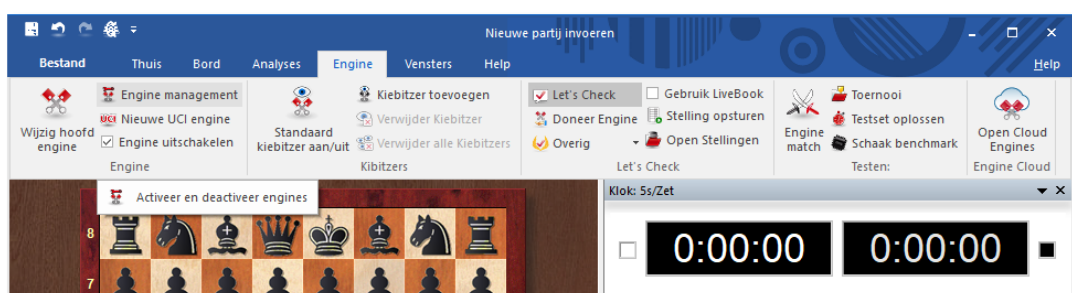 Nieuwe partij invoeren
Bestand Thuis Bord Analyses Engine Vensters Help Help
Wijzig hoofd engine
Engine management
UCI Nieuwe UCI engine
Engine uitschakelen
Engine
Standaard kiebitzer aan/uit
Kiebitzer toevoegen
Verwijder Kiebitzer
Verwijder alle Kiebitzers
Kibitzers
Let's Check
Doneer Engine
Overig
Gebruik LiveBook
Stelling opsturen
Open Stellingen
Let's Check
Engine match
Toernooi
Testset oplossen
Schaak benchmark
Testen:
Open Cloud Engines
Engine Cloud
Activeer en deactiveer engines
Klok: 5s/Zet
8
7
0:00:00 0:00:00